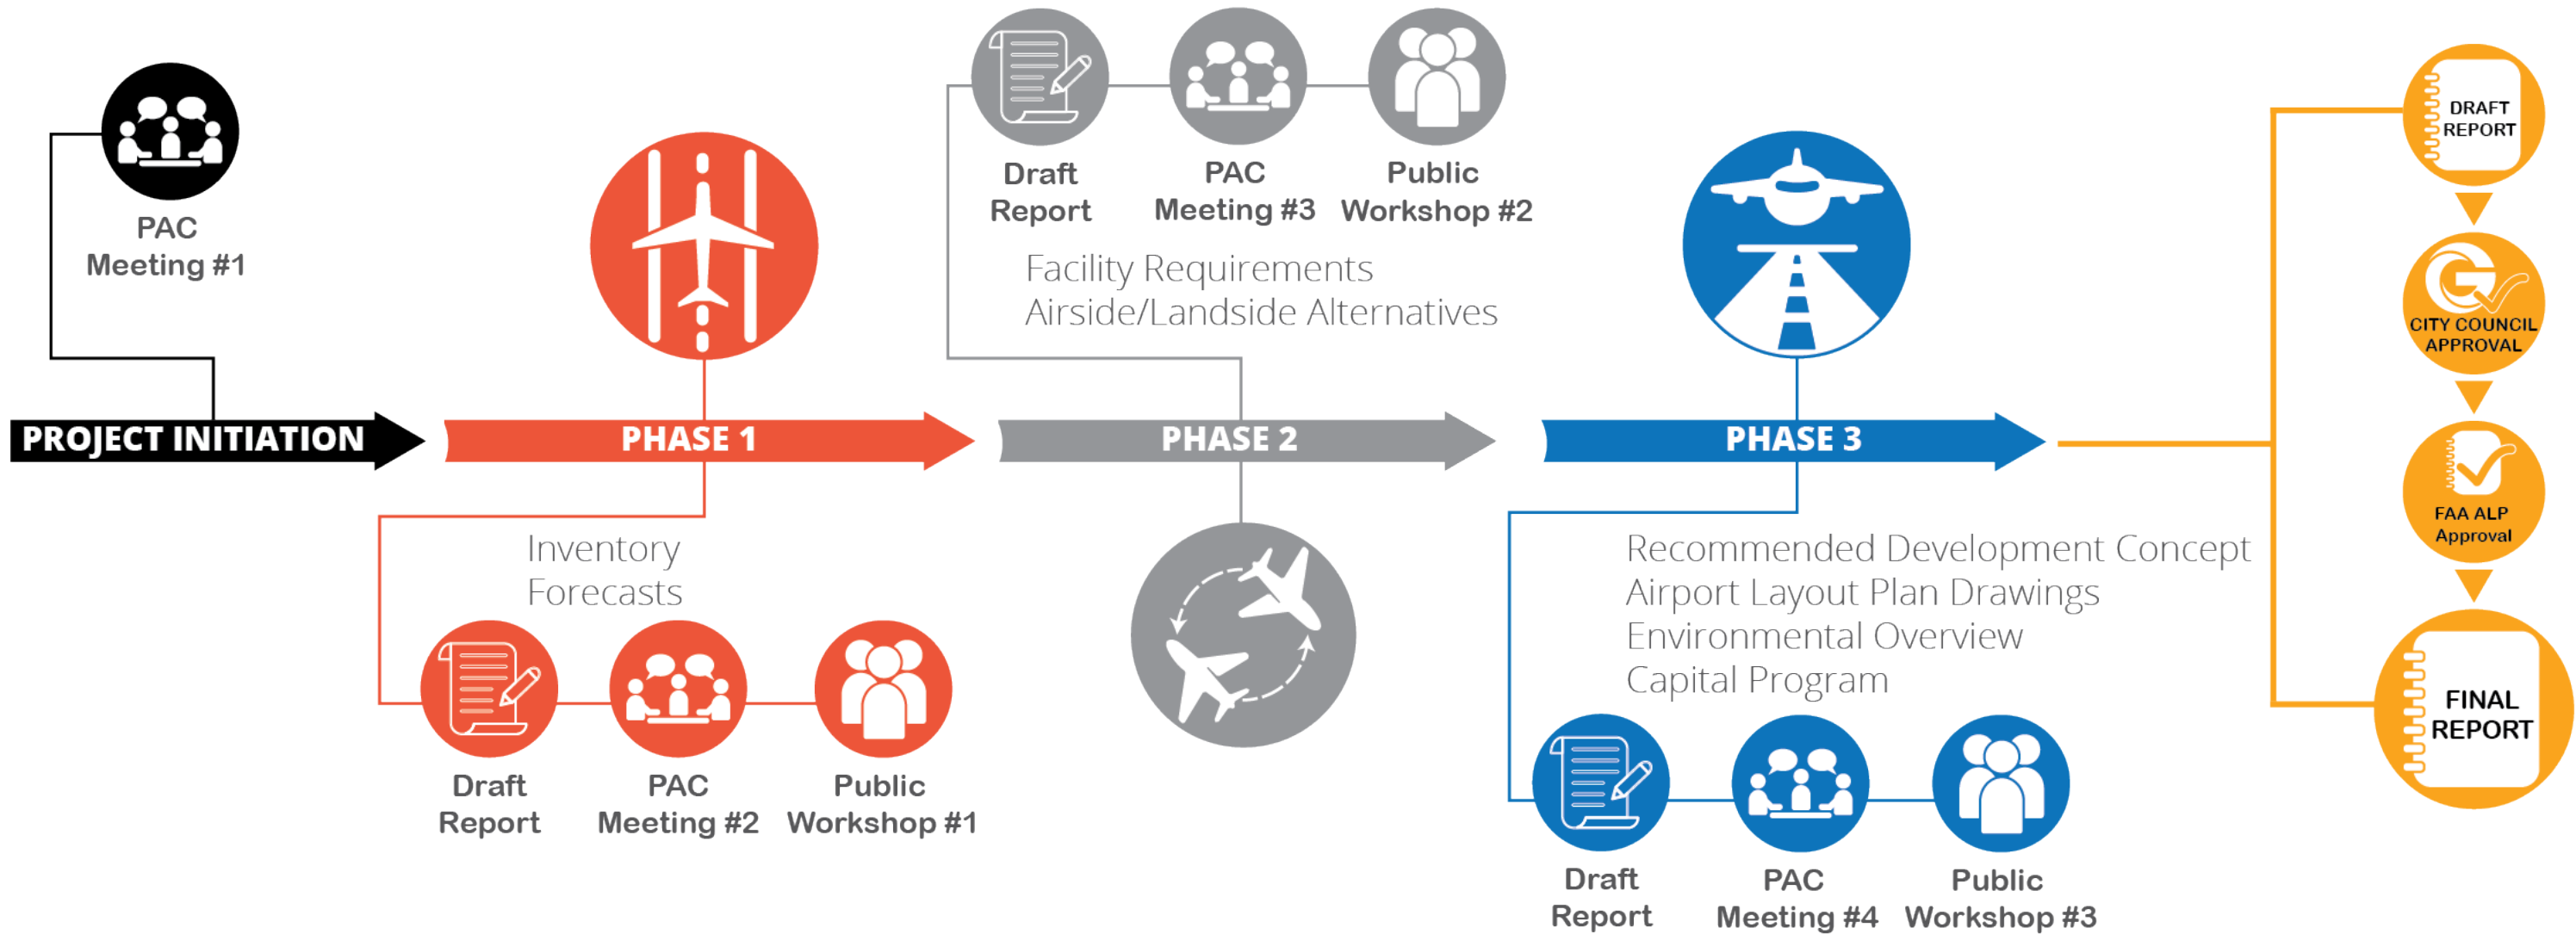 PAC
Meeting #1
PROJECT INITIATION
PHASE 1
Inventory
Forecasts
Draft
Report
PAC
Meeting #2
Public
Workshop #1
Draft
Report
PAC
Meeting #3
Public
Workshop #2
Facility Requirements
Airside/Landside Alternatives
PHASE 2
PHASE 3
Recommended Development Concept
Airport Layout Plan Drawings
Environmental Overview
Capital Program
Draft
Report
PAC
Meeting #4
Public
Workshop #3
DRAFT
REPORT
G
CITY COUNCIL
APPROVAL
FAA ALP
Approval
FINAL
REPORT